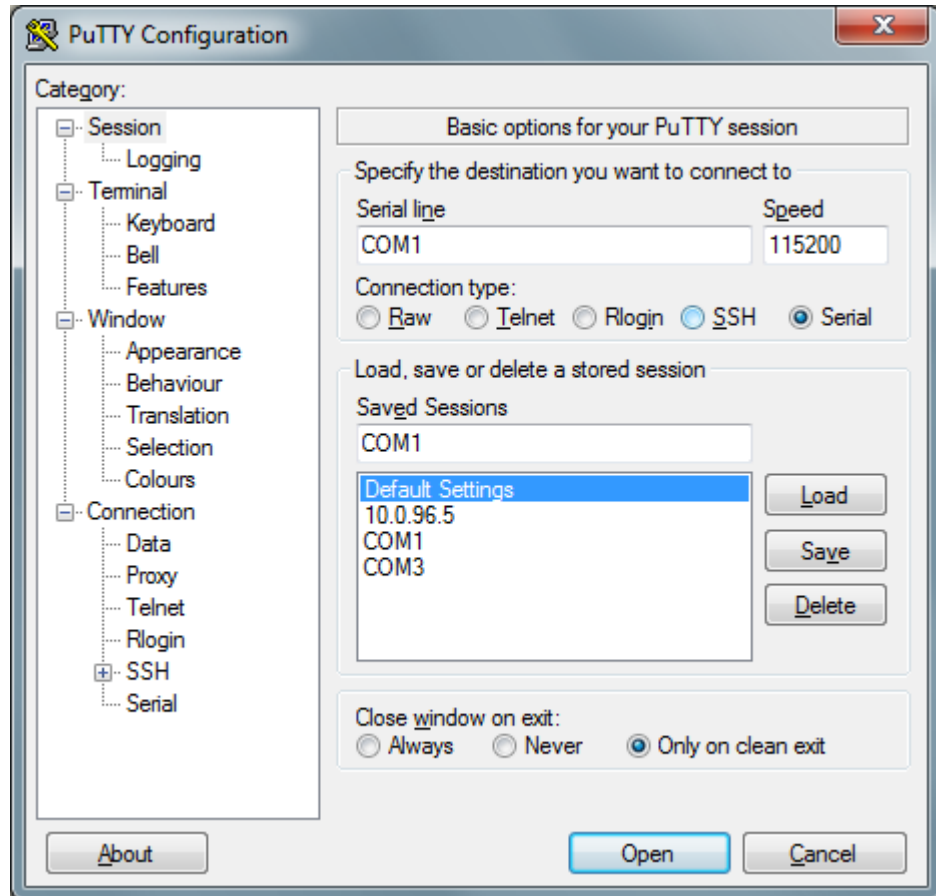 PuTTY Configuration
Category:
Session
Logging
Terminal
Keyboard
Bell
Features
Window
Appearance
Behaviour
Translation
Selection
Colours
Connection
Data
Proxy
Telnet
Rlogin
SSH
Serial
Basic options for your PuTTY session
Specify the destination you want to connect to
Serial line Speed
COM1 115200
Connection type:
Raw Telnet Rlogin SSH Serial
Load, save or delete a stored session
Saved Sessions
COM1
Default Settings
10.0.96.5
COM1
COM3
Load
Save
Delete
Close window on exit:
Always Never Only on clean exit
About Open Cancel